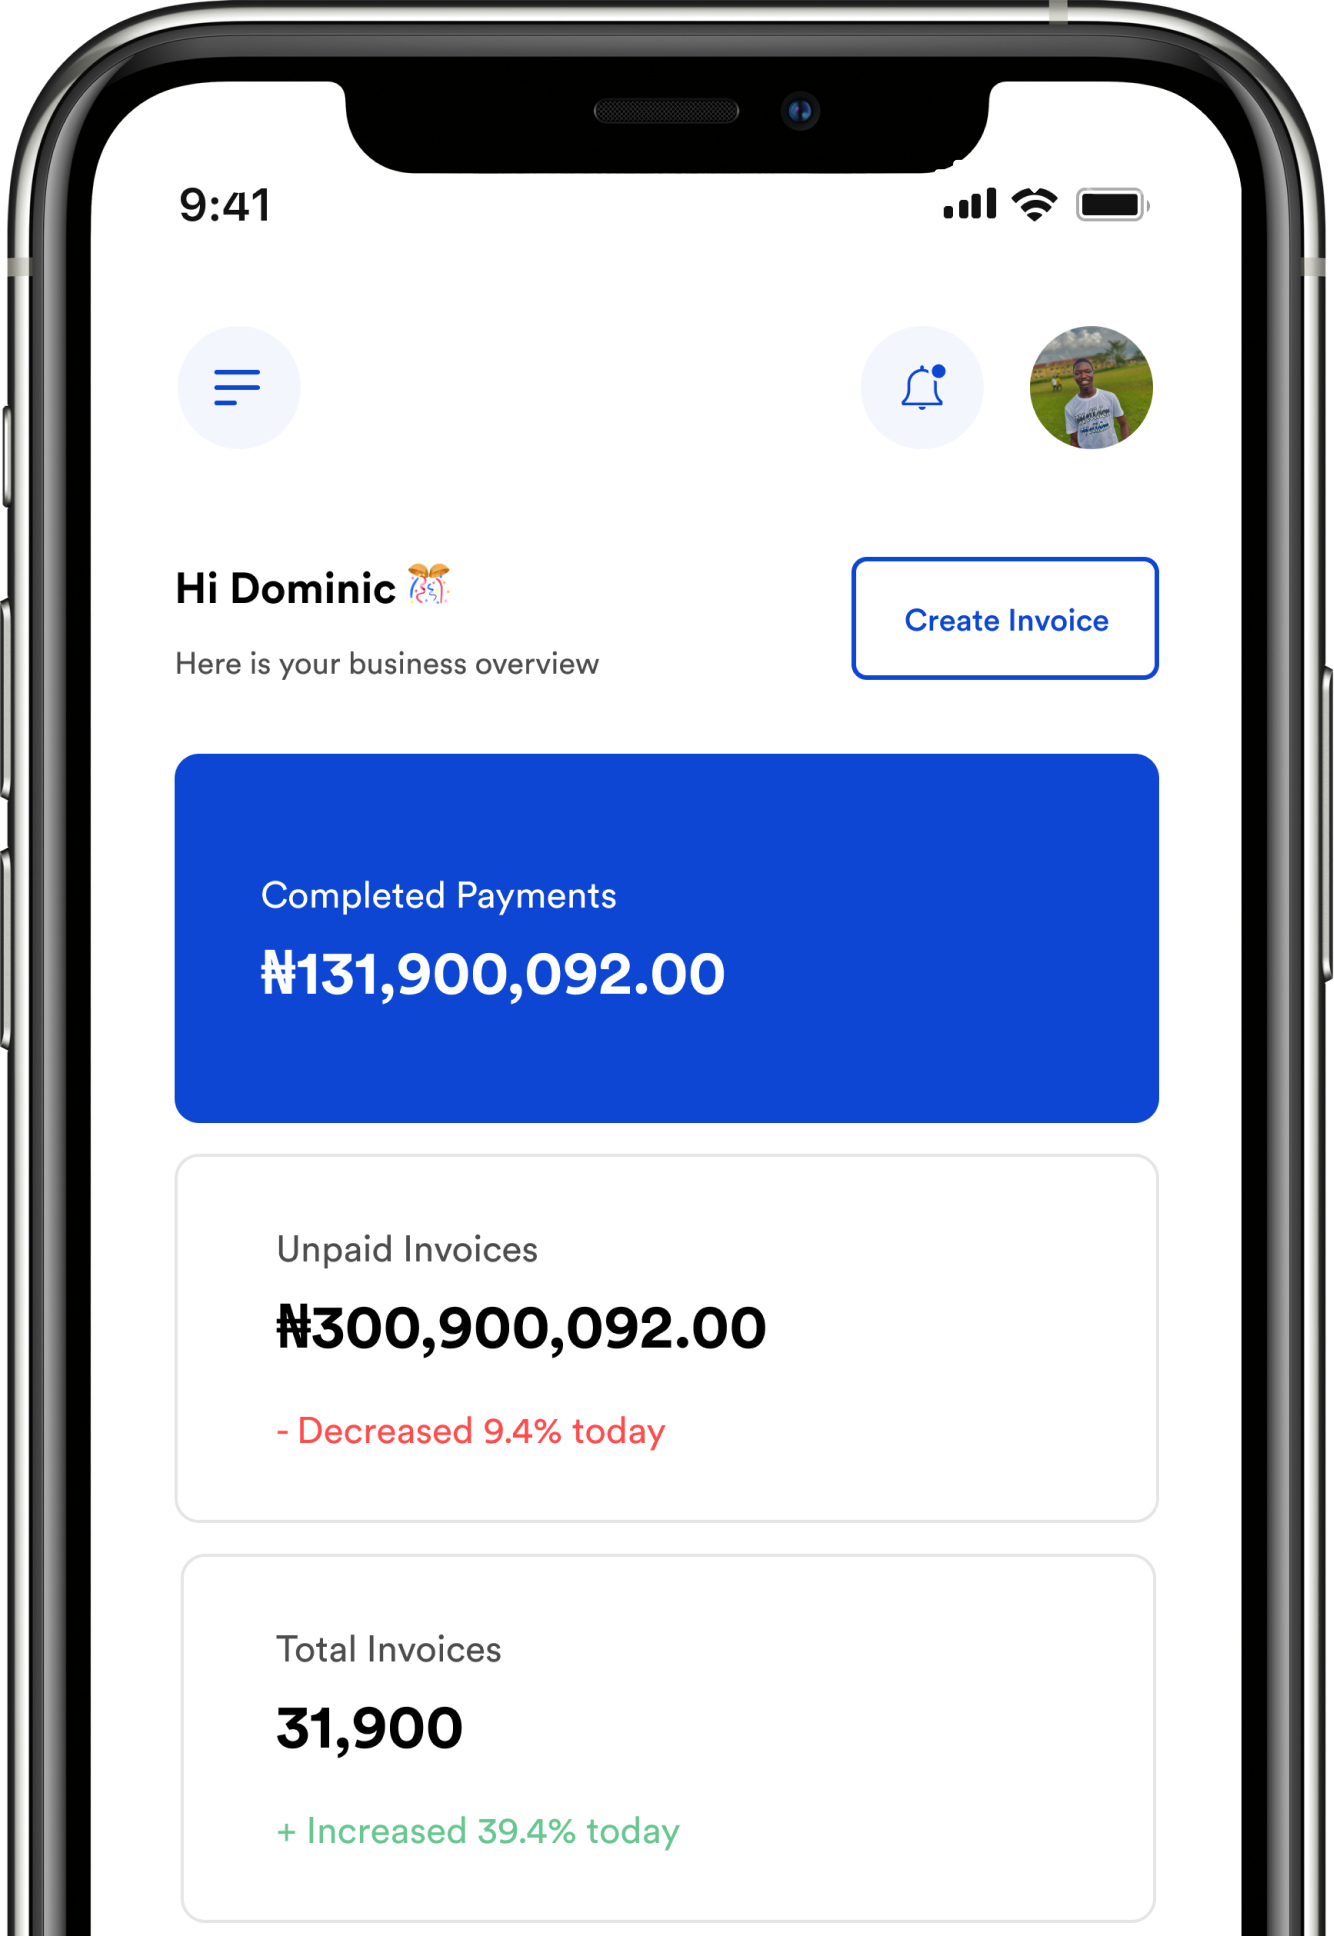 9:41
Hi Dominic 🎊
Create Invoice
Here is your business overview
Completed Payments
₦131,900,092.00
Unpaid Invoices
₦300,900,092.00
- Decreased 9.4% today
Total Invoices
31,900
+ Increased 39.4% today